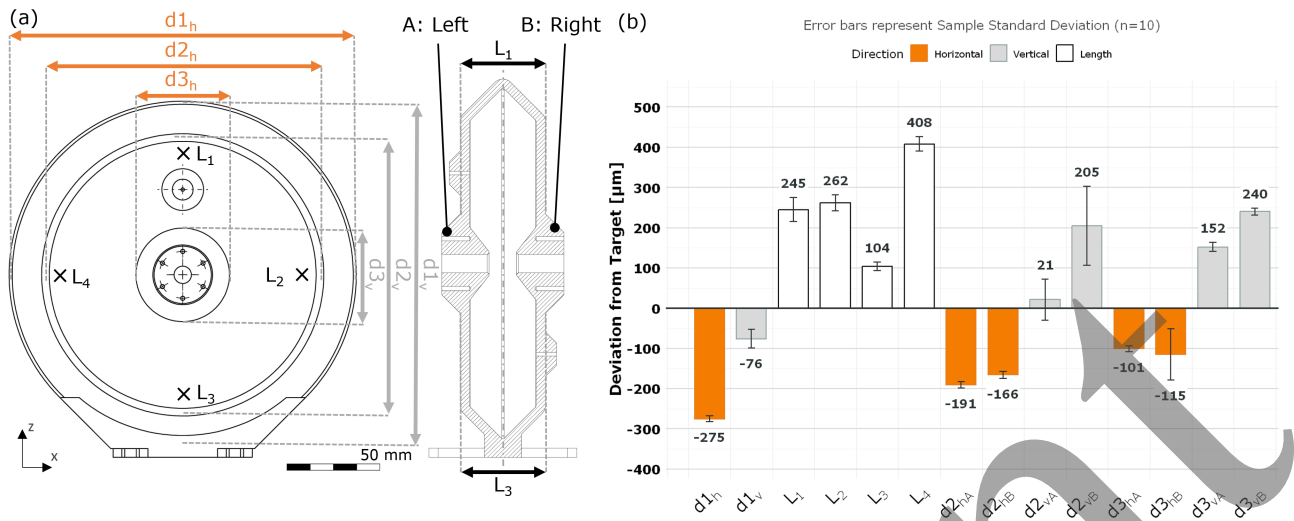 (a)
d1h
d2h
d3h
A: Left
B: Right
L1
L1
L4
L2
L3
d3v
d2v
d1v
z
x
50 mm
L3
(b)
Error bars represent Sample Standard Deviation (n=10)
Direction Horizontal Vertical Length
Deviation from Target [µm]
500
400
300
200
100
0
-100
-200
-300
-400
-275
-76
245
262
104
408
-191
-166
21
205
-101
-115
152
240
d1h d1v L1 L2 L3 L4 d2hA d2hB d2vA d2vB d3hA d3hB d3vA d3vB